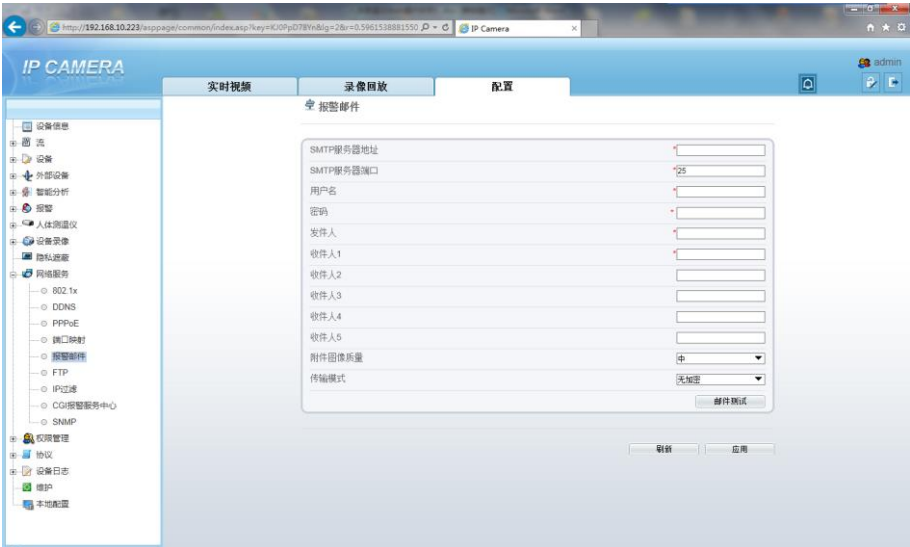 http://192.168.10.223/asppage/common/index.asp?key=KJ0PpD78Yn&lg=2&r=0.5961538881550
IP Camera
IP CAMERA
admin
实时视频
录像回放
配置
报警邮件
设备信息
流
设备
外部设备
智能分析
报警
人体测温仪
设备录像
隐私遮蔽
网络服务
802.1x
DDNS
PPPoE
端口映射
报警邮件
FTP
IP过滤
CGI报警服务中心
SNMP
权限管理
协议
设备日志
维护
本地配置
SMTP服务器地址 *
SMTP服务器端口 *25
用户名 *
密码 *
发件人 *
收件人1 *
收件人2
收件人3
收件人4
收件人5
附件图像质量 中
传输模式 无加密
邮件测试
刷新
应用